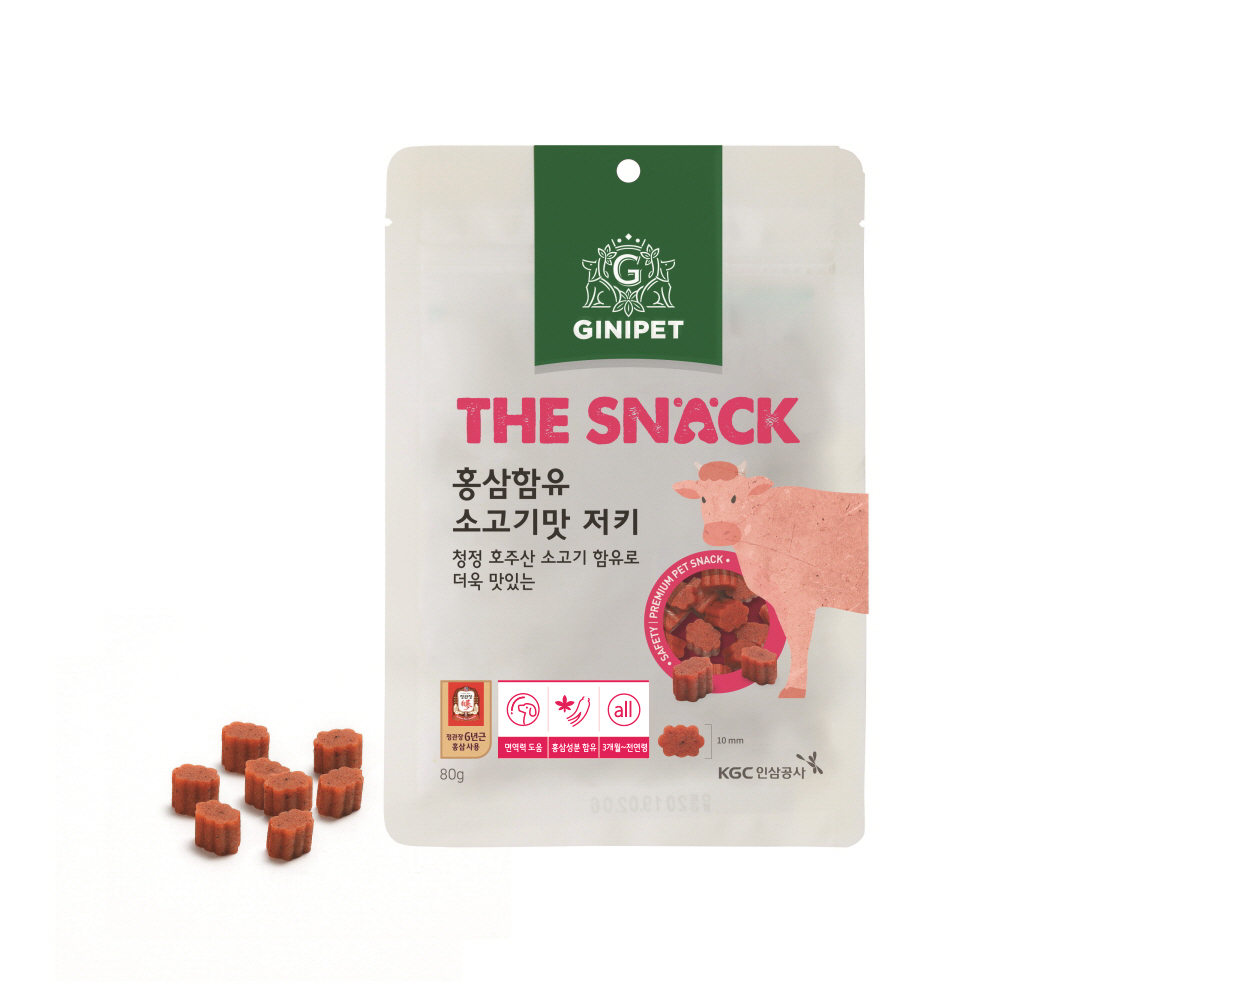 G
GINIPET
THE SNACK
홍삼함유
소고기맛 저키
청정 호주산 소고기 함유로
더욱 맛있는
• SAFETY | PREMIUM PET SNACK •
정관장
정관장 6년근
홍삼 사용
면역력 도움
홍삼성분 함유
all
3개월~전연령
10 mm
80g
KGC 인삼공사